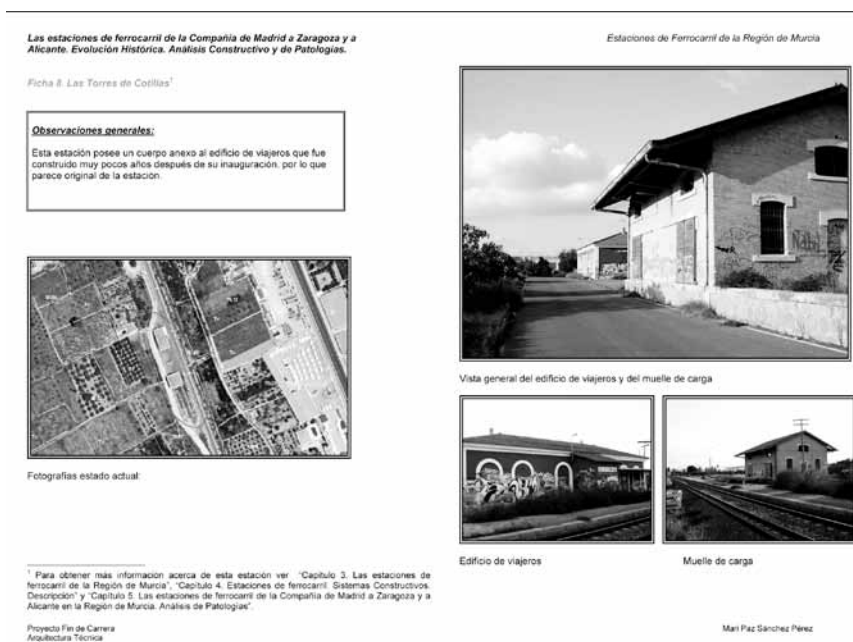 Las estaciones de ferrocarril de la Compañía de Madrid a Zaragoza y a
Alicante. Evolución Histórica. Análisis Constructivo y de Patologías.
Ficha 8. Las Torres de Cotillas¹
Observaciones generales:
Esta estación posee un cuerpo anexo al edificio de viajeros que fue
construido muy pocos años después de su inauguración, por lo que
parece original de la estación.
Fotografías estado actual:
¹ Para obtener más información acerca de esta estación ver "Capítulo 3. Las estaciones de
ferrocarril de la Región de Murcia", "Capítulo 4. Estaciones de ferrocarril. Sistemas Constructivos.
Descripción" y "Capítulo 5. Las estaciones de ferrocarril de la Compañía de Madrid a Zaragoza y a
Alicante en la Región de Murcia. Análisis de Patologías".
Proyecto Fin de Carrera
Arquitectura Técnica
Estaciones de Ferrocarril de la Región de Murcia
Vista general del edificio de viajeros y del muelle de carga
Edificio de viajeros
Muelle de carga
Mari Paz Sánchez Pérez